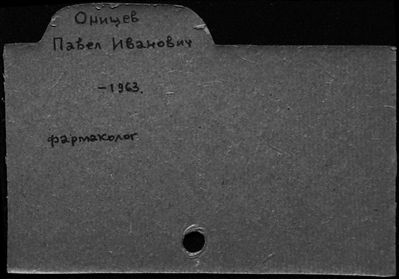 Онищев
Павел Иванович
-1963.
фармаколог